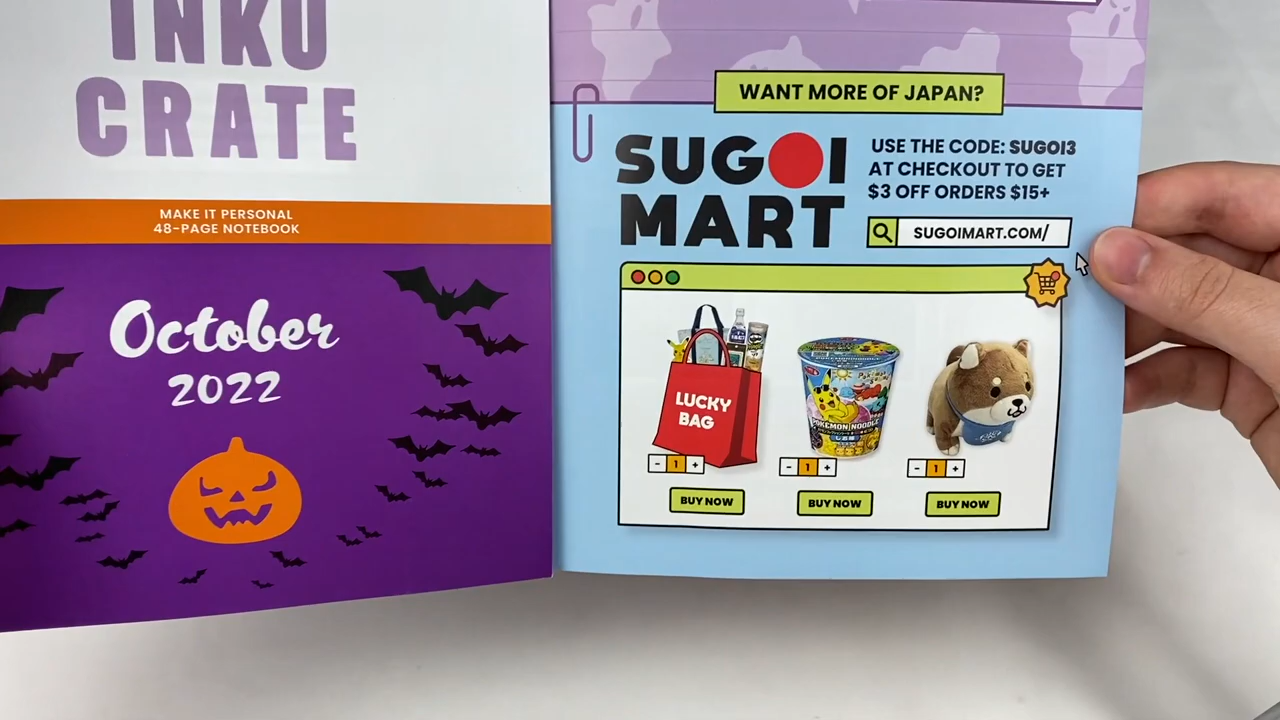 INKU
CRATE
MAKE IT PERSONAL
48-PAGE NOTEBOOK
October
2022
WANT MORE OF JAPAN?
SUGOI
MART
USE THE CODE: SUGOI3
AT CHECKOUT TO GET
$3 OFF ORDERS $15+
SUGOIMART.COM/
LUCKY
BAG
POKEMON NOODLE
- 1 +
- 1 +
- 1 +
BUY NOW
BUY NOW
BUY NOW